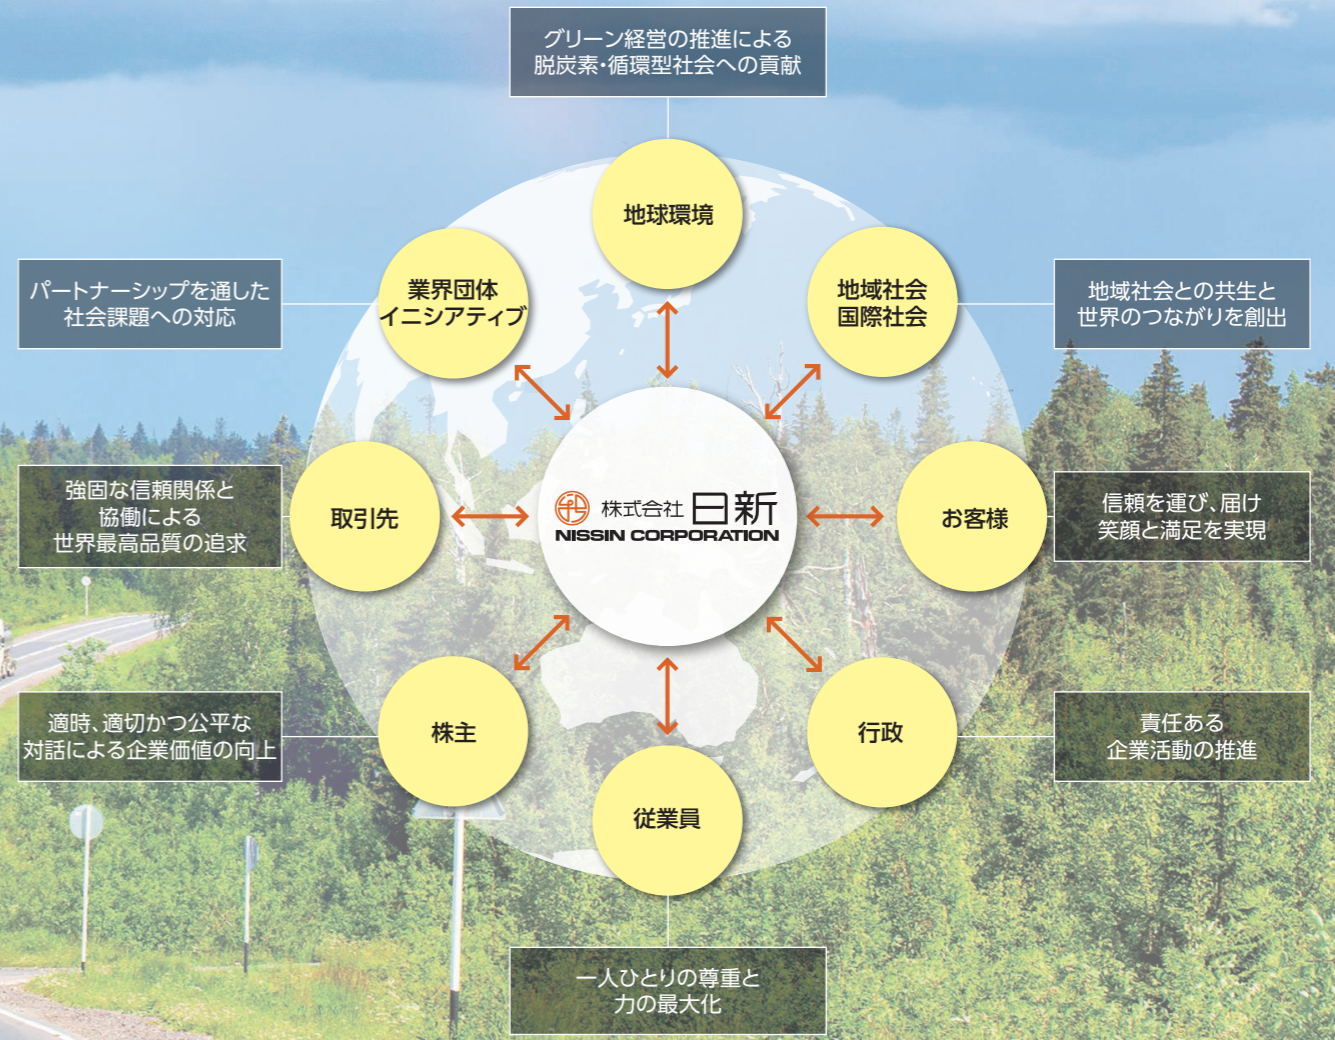 グリーン経営の推進による
脱炭素・循環型社会への貢献
地球環境
業界団体
イニシアティブ
パートナーシップを通した
社会課題への対応
地域社会
国際社会
地域社会との共生と
世界のつながりを創出
取引先
強固な信頼関係と
協働による
世界最高品質の追求
株式会社 日新
NISSIN CORPORATION
お客様
信頼を運び、届け
笑顔と満足を実現
株主
適時、適切かつ公平な
対話による企業価値の向上
行政
責任ある
企業活動の推進
従業員
一人ひとりの尊重と
力の最大化